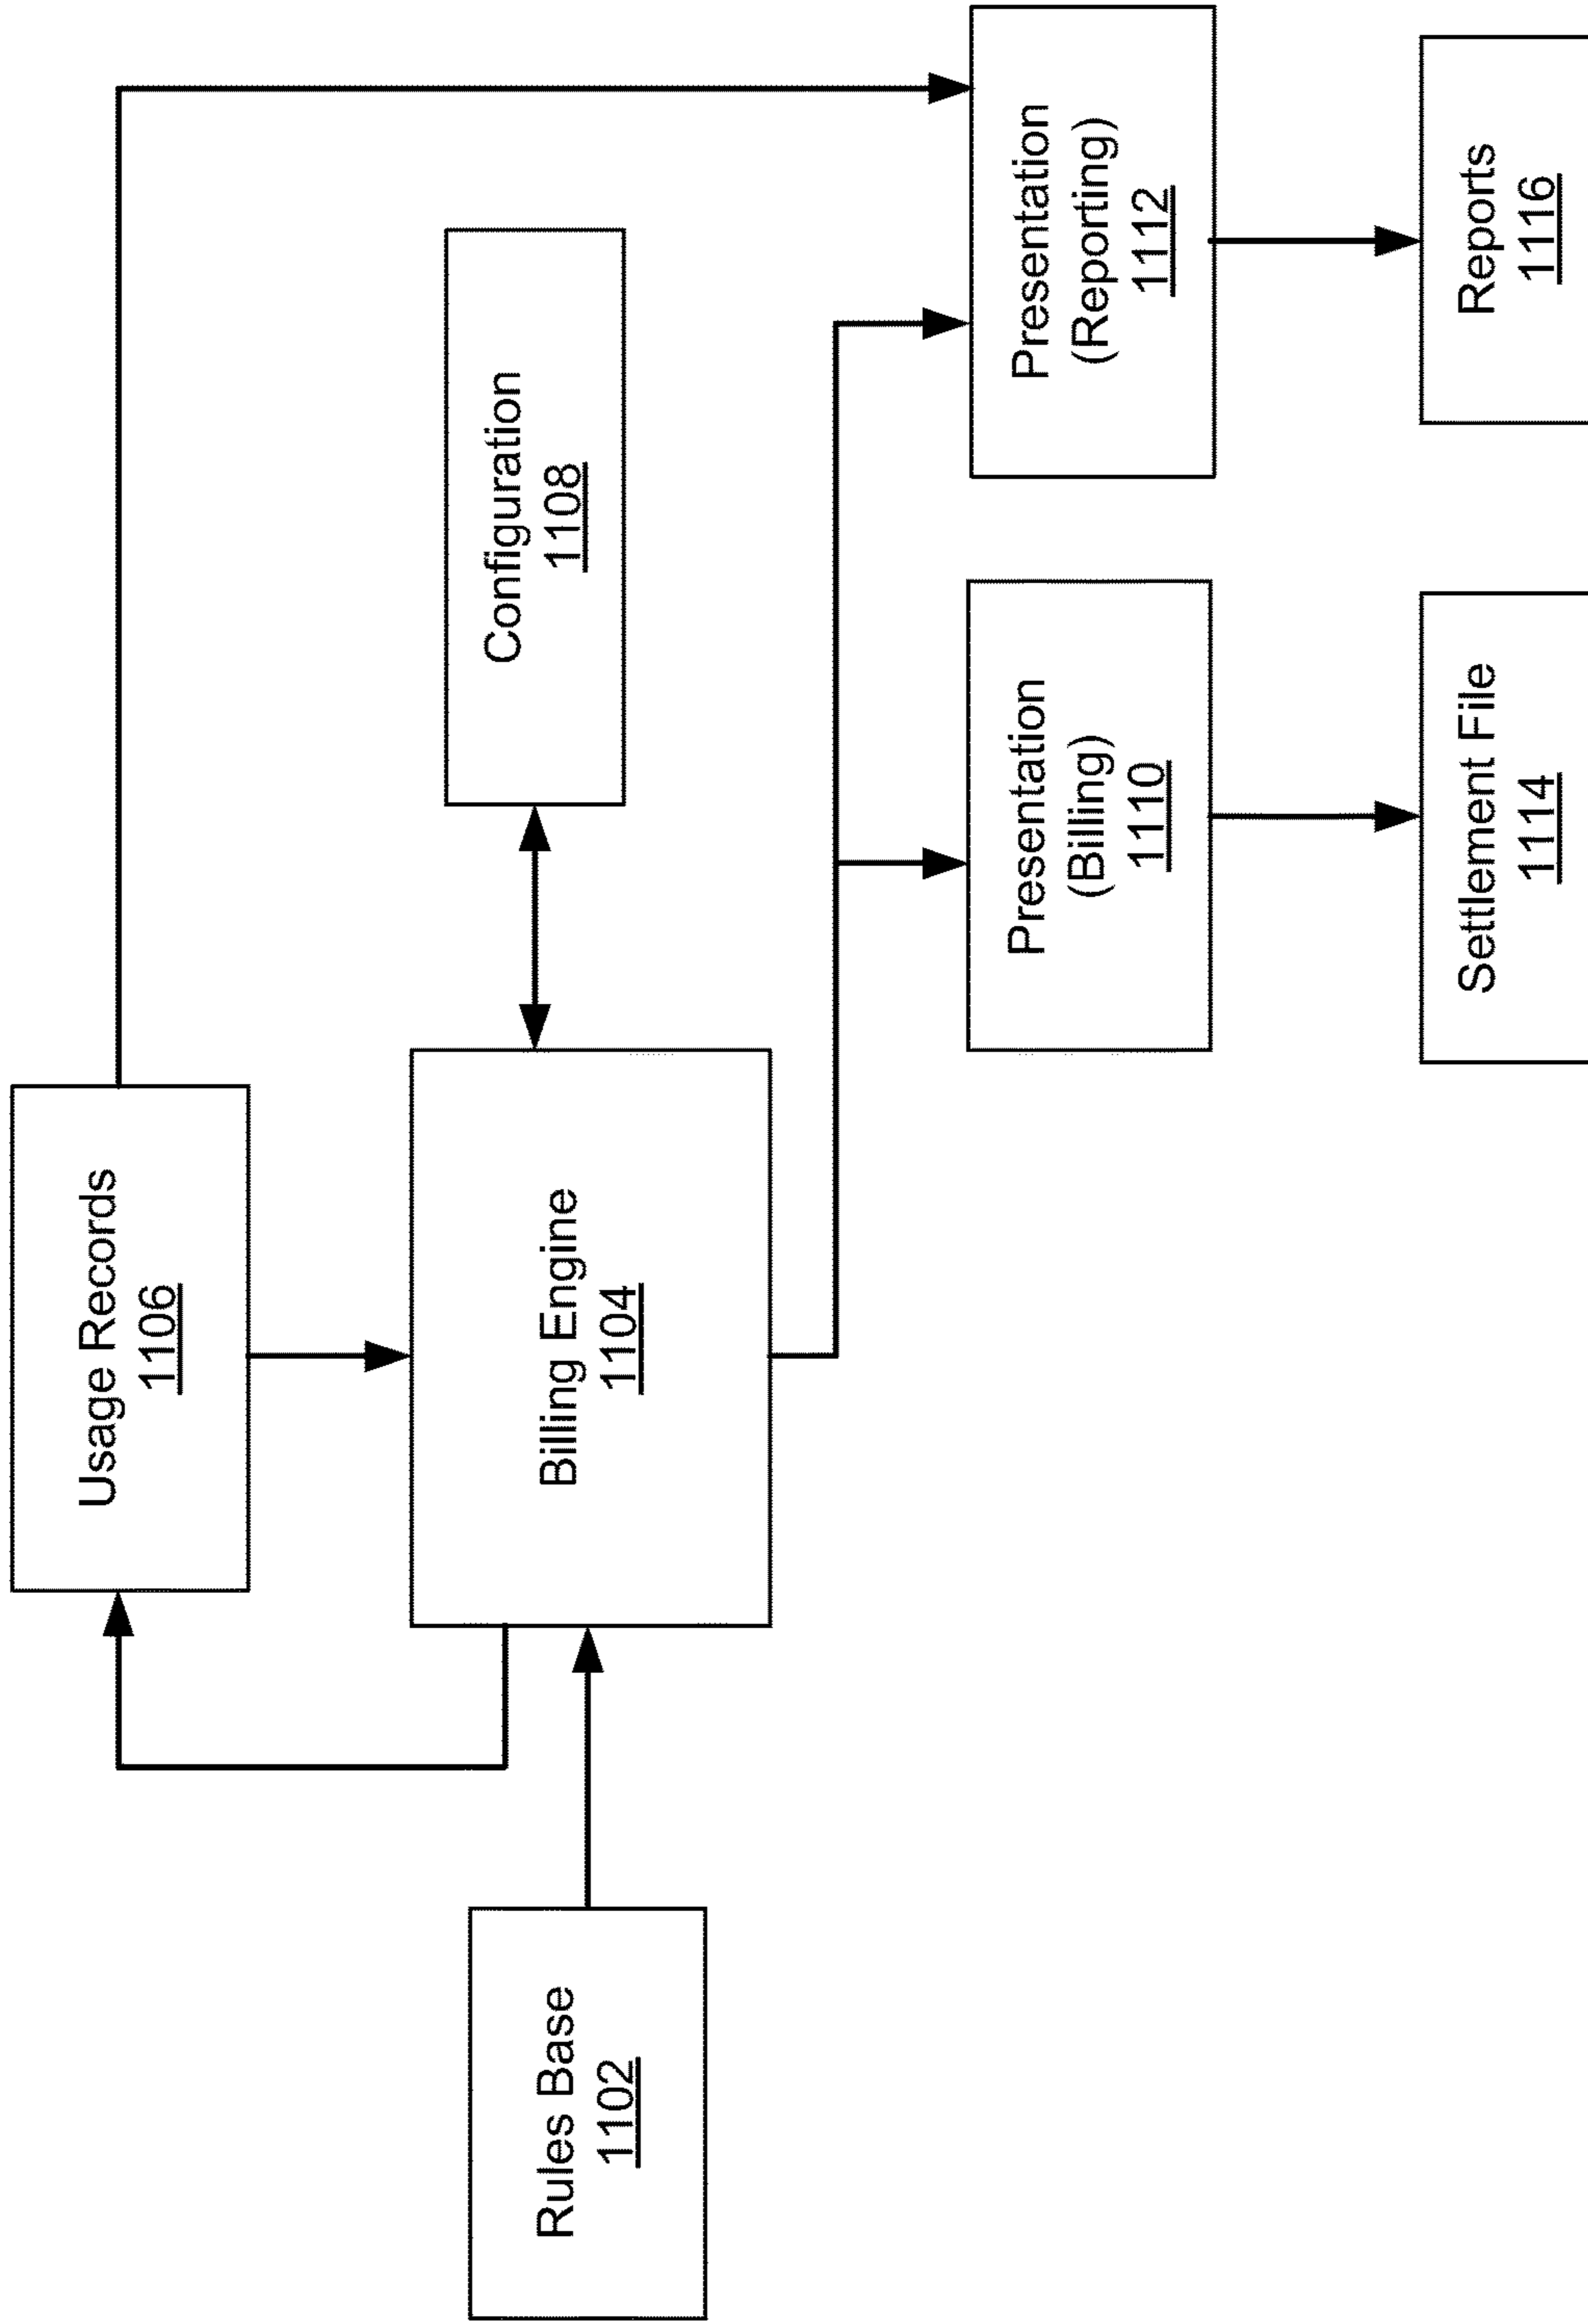 Usage Records
1106
Rules Base
1102
Billing Engine
1104
Configuration
1108
Presentation
(Billing)
1110
Presentation
(Reporting)
1112
Settlement File
1114
Reports
1116